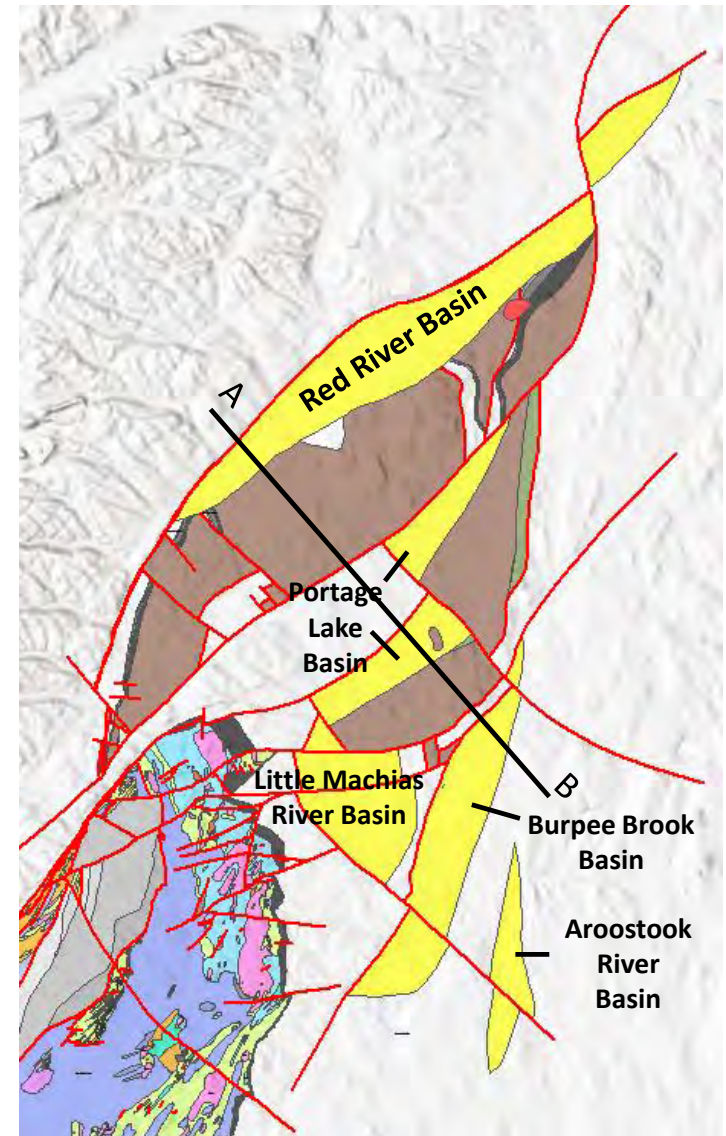 Red River Basin
A
Portage
Lake
Basin
Little Machias
River Basin
B
Burpee Brook
Basin
Aroostook
River
Basin